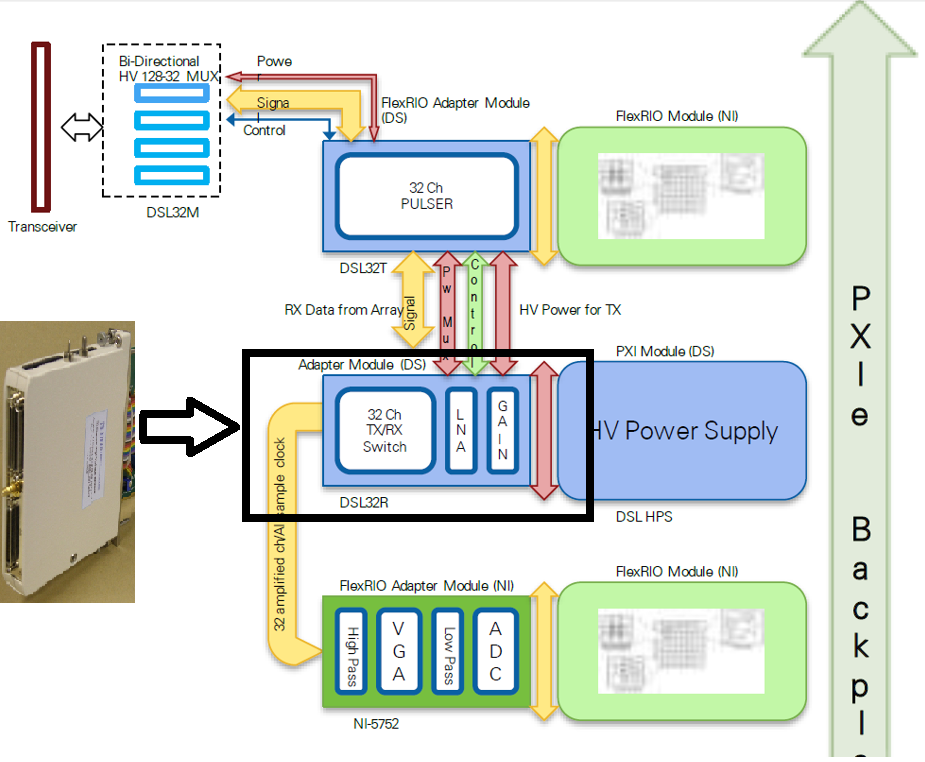 Bi-Directional
HV 128-32 MUX
Powe
r
Signa
l
Control
FlexRIO Adapter Module
(DS)
FlexRIO Module (NI)
32 Ch
PULSER
DSL32M
Transceiver
DSL32T
RX Data from Array
Signal
Pw Mux
Control
HV Power for TX
PXIe Backpl
Adapter Module (DS)
PXI Module (DS)
32 Ch
TX/RX
Switch
LNA
GAIN
HV Power Supply
DSL32R
DSL HPS
32 amplified ch/AI sample clock
FlexRIO Adapter Module (NI)
FlexRIO Module (NI)
High Pass
VGA
Low Pass
ADC
NI-5752